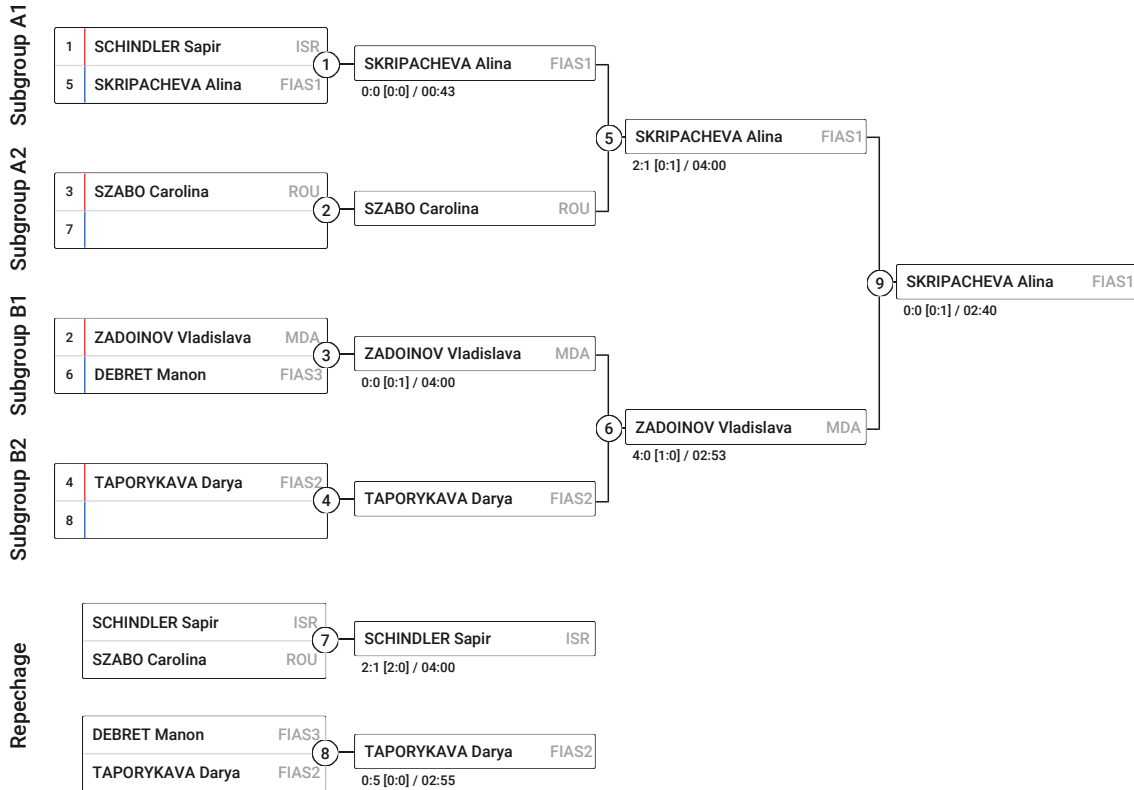 Subgroup A1
1 SCHINDLER Sapir ISR
5 SKRIPACHEVA Alina FIAS1
1
SKRIPACHEVA Alina FIAS1
0:0 [0:0] / 00:43
Subgroup A2
3 SZABO Carolina ROU
7
2
SZABO Carolina ROU
5
SKRIPACHEVA Alina FIAS1
2:1 [0:1] / 04:00
Subgroup B1
2 ZADOINOV Vladislava MDA
6 DEBRET Manon FIAS3
3
ZADOINOV Vladislava MDA
0:0 [0:1] / 04:00
Subgroup B2
4 TAPORYKAVA Darya FIAS2
8
4
TAPORYKAVA Darya FIAS2
6
ZADOINOV Vladislava MDA
4:0 [1:0] / 02:53
9
SKRIPACHEVA Alina FIAS1
0:0 [0:1] / 02:40
Repechage
SCHINDLER Sapir ISR
SZABO Carolina ROU
7
SCHINDLER Sapir ISR
2:1 [2:0] / 04:00
DEBRET Manon FIAS3
TAPORYKAVA Darya FIAS2
8
TAPORYKAVA Darya FIAS2
0:5 [0:0] / 02:55